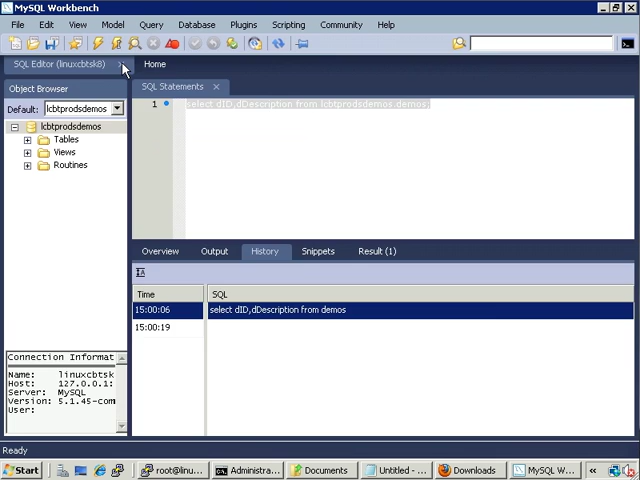 MySQL Workbench
File Edit View Model Query Database Plugins Scripting Community Help
SQL Editor (linuxcbtsk8) Home
Object Browser
Default: lcbtprodsdemos
lcbtprodsdemos
Tables
Views
Routines
SQL Statements
1 select dID,dDescription from lcbtprodsdemos.demos;
Overview Output History Snippets Result (1)
Time SQL
15:00:06 select dID,dDescription from demos
15:00:19
Connection Informat
Name: linuxcbtsk
Host: 127.0.0.1:
Server: MySQL
Version: 5.1.45-com
User:
Ready
Start root@linu... Administra... Documents Untitled - ... Downloads MySQL W... «